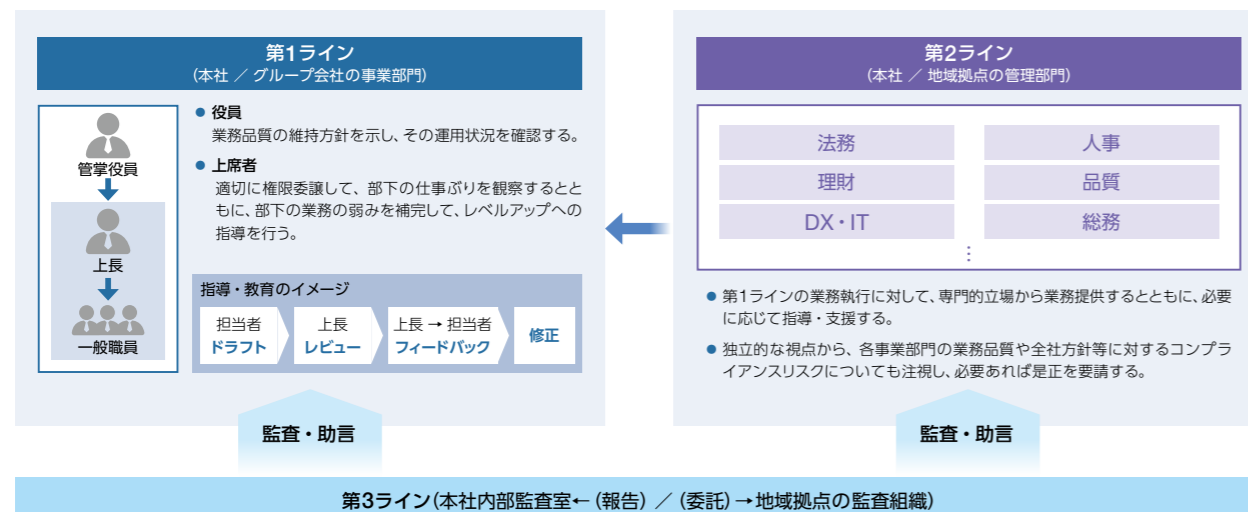 第1ライン
(本社 ／ グループ会社の事業部門)
管掌役員
上長
一般職員
● 役員
業務品質の維持方針を示し、その運用状況を確認する。
● 上席者
適切に権限委譲して、部下の仕事ぶりを観察するとと
もに、部下の業務の弱みを補完して、レベルアップへの
指導を行う。
指導・教育のイメージ
担当者
ドラフト
上長
レビュー
上長 → 担当者
フィードバック
修正
第2ライン
(本社 ／ 地域拠点の管理部門)
法務
人事
理財
品質
DX・IT
総務
⋮
● 第1ラインの業務執行に対して、専門的立場から業務提供するとともに、必要
に応じて指導・支援する。
● 独立的な視点から、各事業部門の業務品質や全社方針等に対するコンプラ
イアンスリスクについても注視し、必要あれば是正を要請する。
監査・助言
監査・助言
第3ライン(本社内部監査室←(報告) ／ (委託)→地域拠点の監査組織)